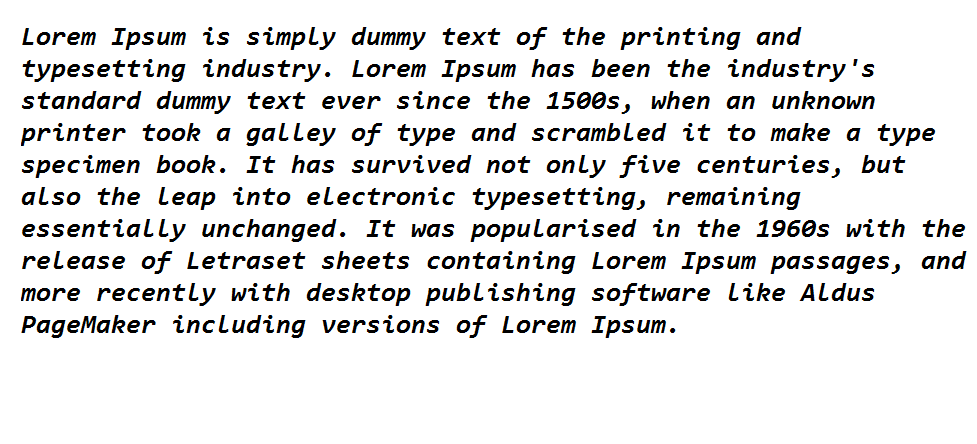 Lorem Ipsum is simply dummy text of the printing and
typesetting industry. Lorem Ipsum has been the industry's
standard dummy text ever since the 1500s, when an unknown
printer took a galley of type and scrambled it to make a type
specimen book. It has survived not only five centuries, but
also the leap into electronic typesetting, remaining
essentially unchanged. It was popularised in the 1960s with the
release of Letraset sheets containing Lorem Ipsum passages, and
more recently with desktop publishing software like Aldus
PageMaker including versions of Lorem Ipsum.